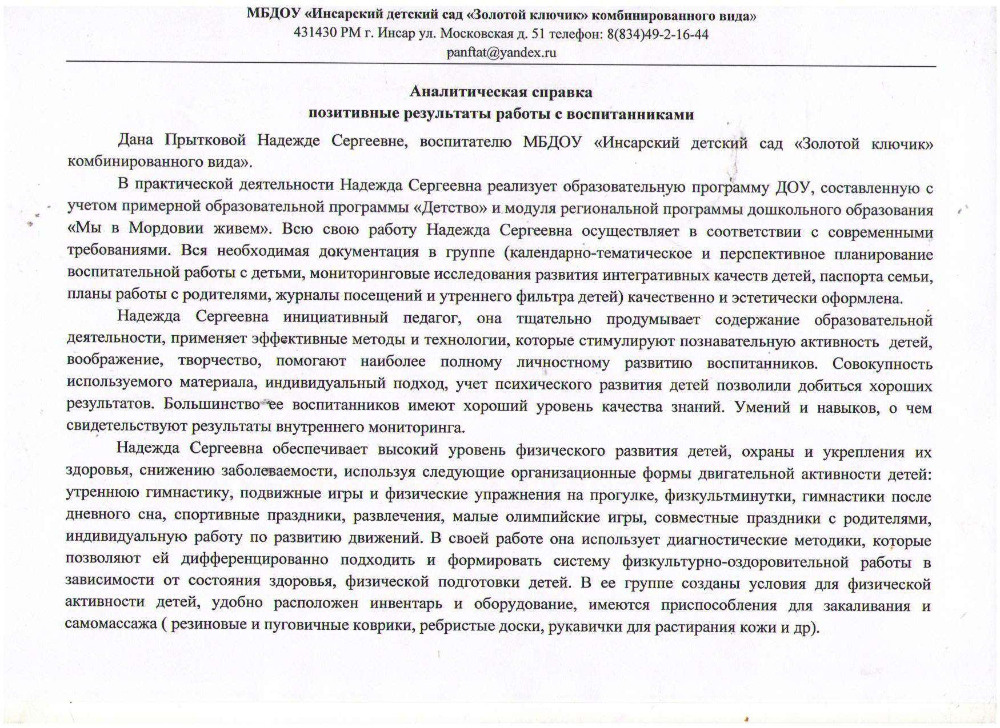 МБДОУ «Инсарский детский сад «Золотой ключик» комбинированного вида»
431430 РМ г. Инсар ул. Московская д. 51 телефон: 8(834)49-2-16-44
panftat@yandex.ru
Аналитическая справка
позитивные результаты работы с воспитанниками
Дана Прытковой Надежде Сергеевне, воспитателю МБДОУ «Инсарский детский сад «Золотой ключик»
комбинированного вида».
В практической деятельности Надежда Сергеевна реализует образовательную программу ДОУ, составленную с
учетом примерной образовательной программы «Детство» и модуля региональной программы дошкольного образования
«Мы в Мордовии живем». Всю свою работу Надежда Сергеевна осуществляет в соответствии с современными
требованиями. Вся необходимая документация в группе (календарно-тематическое и перспективное планирование
воспитательной работы с детьми, мониторинговые исследования развития интегративных качеств детей, паспорта семьи,
планы работы с родителями, журналы посещений и утреннего фильтра детей) качественно и эстетически оформлена.
Надежда Сергеевна инициативный педагог, она тщательно продумывает содержание образовательной
деятельности, применяет эффективные методы и технологии, которые стимулируют познавательную активность детей,
воображение, творчество, помогают наиболее полному личностному развитию воспитанников. Совокупность
используемого материала, индивидуальный подход, учет психического развития детей позволили добиться хороших
результатов. Большинство ее воспитанников имеют хороший уровень качества знаний. Умений и навыков, о чем
свидетельствуют результаты внутреннего мониторинга.
Надежда Сергеевна обеспечивает высокий уровень физического развития детей, охраны и укрепления их
здоровья, снижению заболеваемости, используя следующие организационные формы двигательной активности детей:
утреннюю гимнастику, подвижные игры и физические упражнения на прогулке, физкультминутки, гимнастики после
дневного сна, спортивные праздники, развлечения, малые олимпийские игры, совместные праздники с родителями,
индивидуальную работу по развитию движений. В своей работе она использует диагностические методики, которые
позволяют ей дифференцированно подходить и формировать систему физкультурно-оздоровительной работы в
зависимости от состояния здоровья, физической подготовки детей. В ее группе созданы условия для физической
активности детей, удобно расположен инвентарь и оборудование, имеются приспособления для закаливания и
самомассажа ( резиновые и пуговичные коврики, ребристые доски, рукавички для растирания кожи и др).